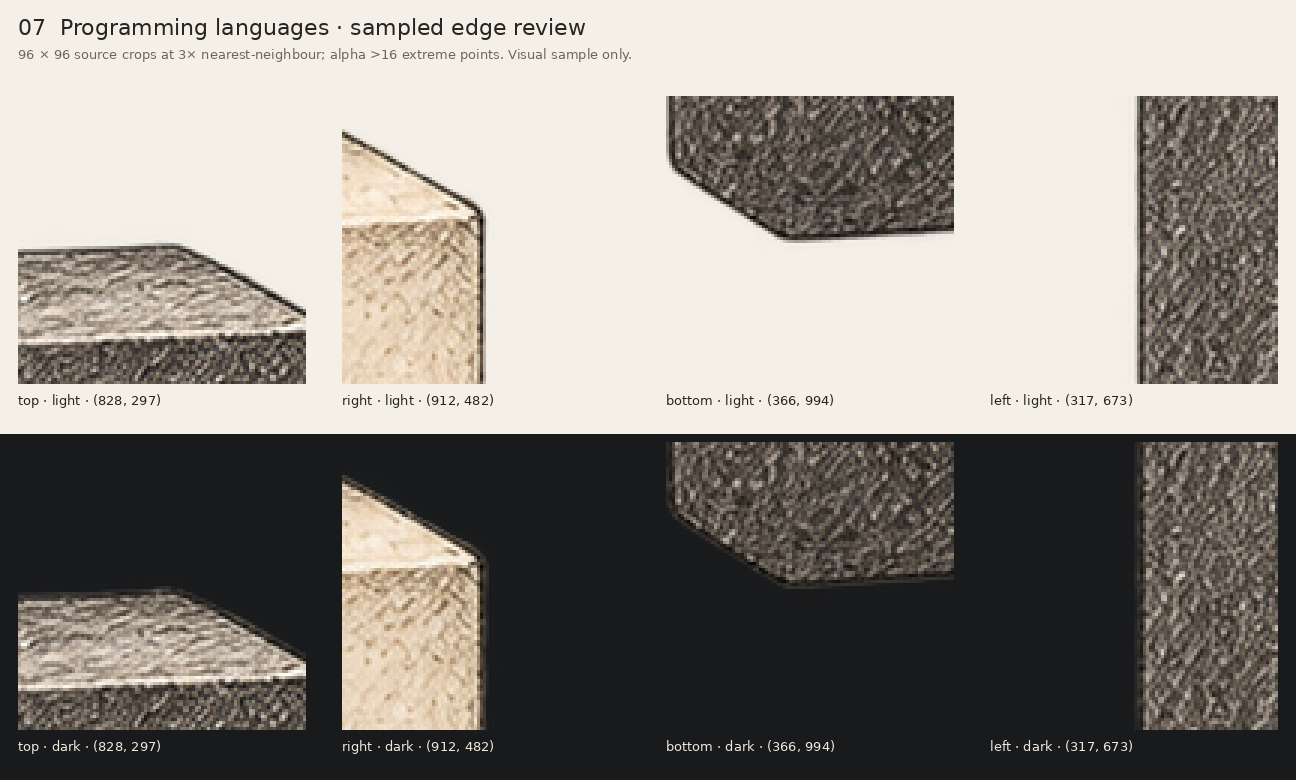 07 Programming languages · sampled edge review
96 × 96 source crops at 3× nearest-neighbour; alpha >16 extreme points. Visual sample only.
top · light · (828, 297)
right · light · (912, 482)
bottom · light · (366, 994)
left · light · (317, 673)
top · dark · (828, 297)
right · dark · (912, 482)
bottom · dark · (366, 994)
left · dark · (317, 673)